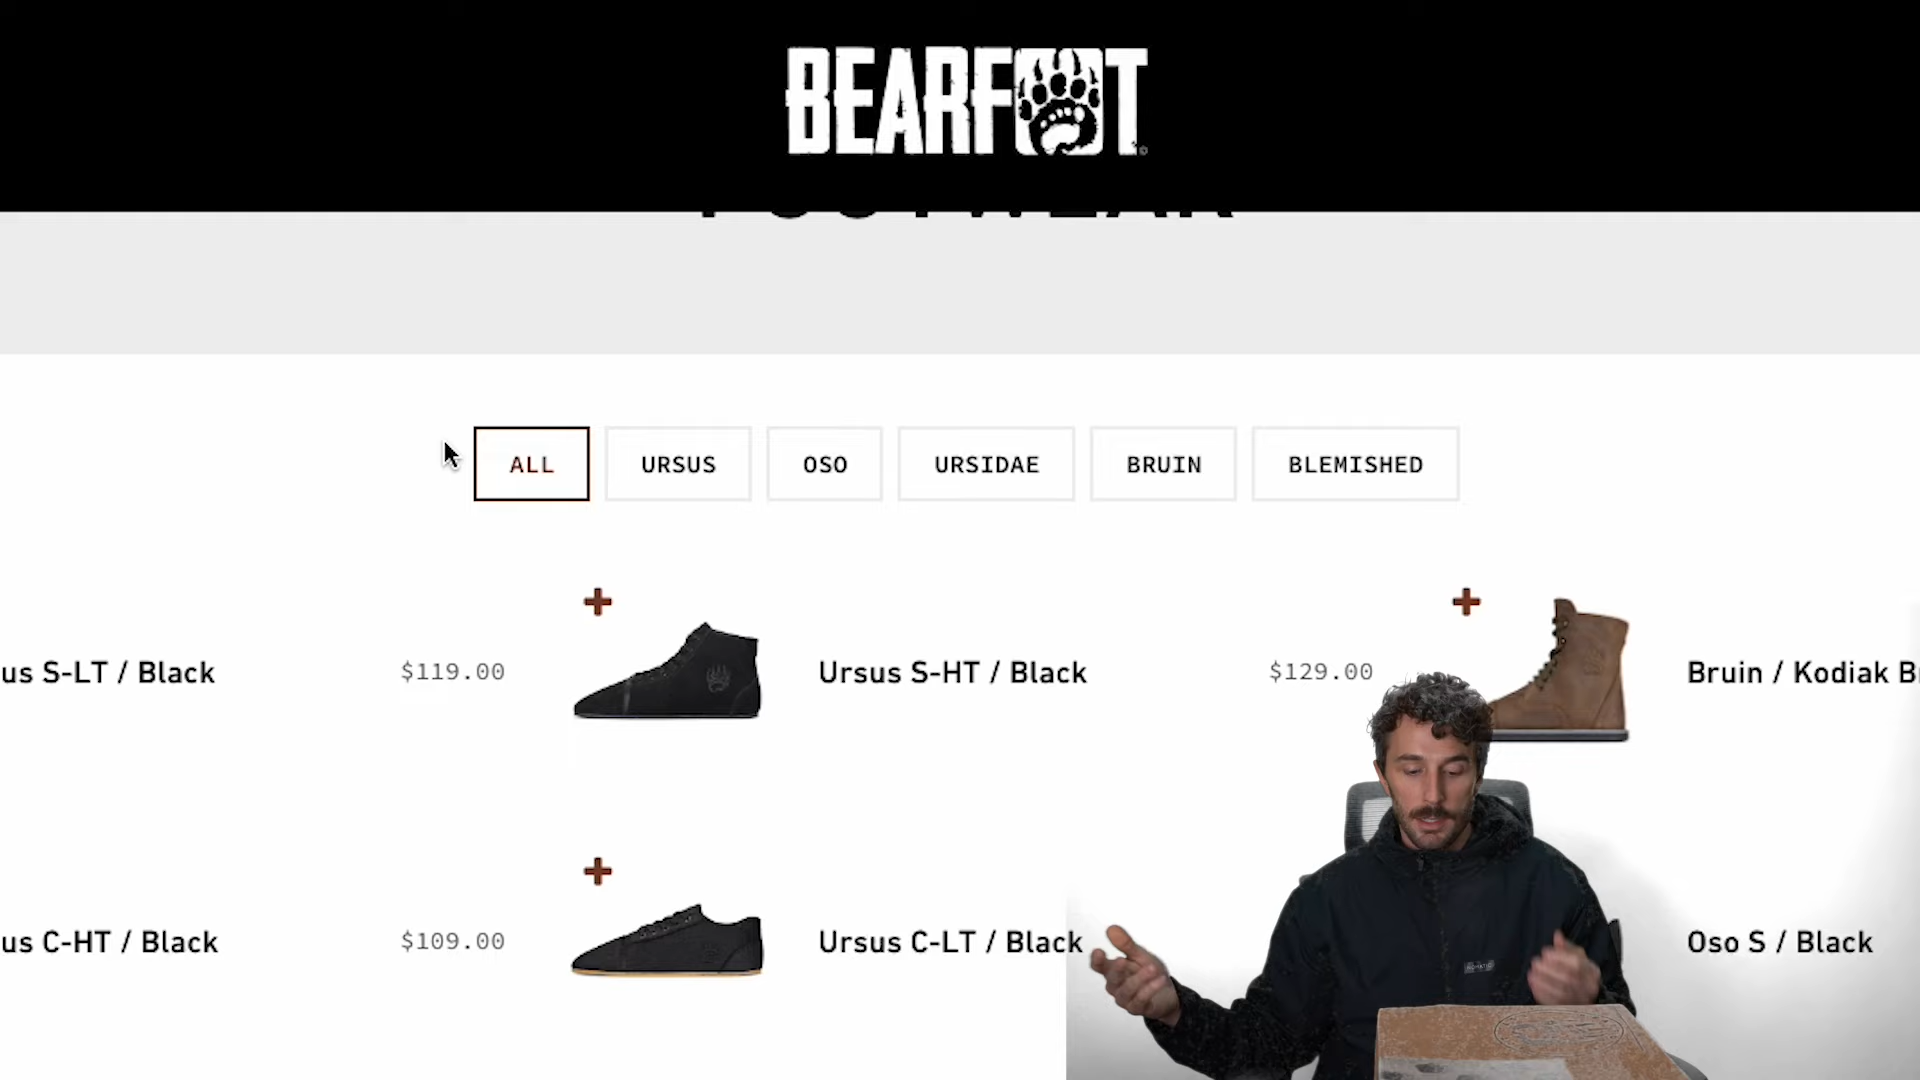 BEARFOOT
FOOTWEAR
ALL
URSUS
OSO
URSIDAE
BRUIN
BLEMISHED
us S-LT / Black
$119.00
Ursus S-HT / Black
$129.00
Bruin / Kodiak B
us C-HT / Black
$109.00
Ursus C-LT / Black
Oso S / Black